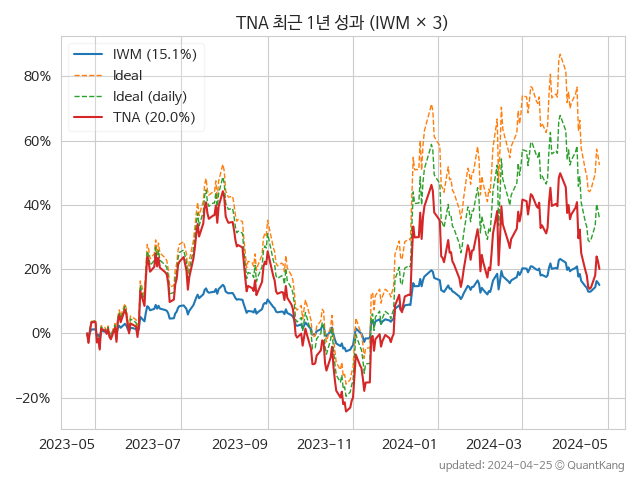 TNA 최근 1년 성과 (IWM × 3)
IWM (15.1%)
Ideal
Ideal (daily)
TNA (20.0%)
80%
60%
40%
20%
0%
−20%
2023-05 2023-07 2023-09 2023-11 2024-01 2024-03 2024-05
updated: 2024-04-25 © QuantKang